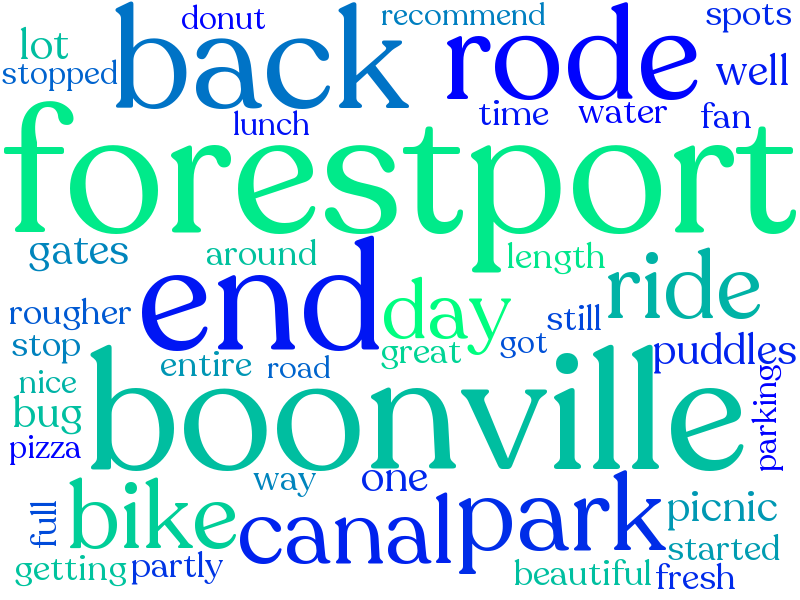 donut recommend spots
lot back rode
stopped well
lunch time water fan
forestport
gates around length
end day ride
rougher still
stop great got puddles
entire road
nice
bug boonville parking
pizza
way one
full bike canal park picnic
started
getting partly beautiful fresh